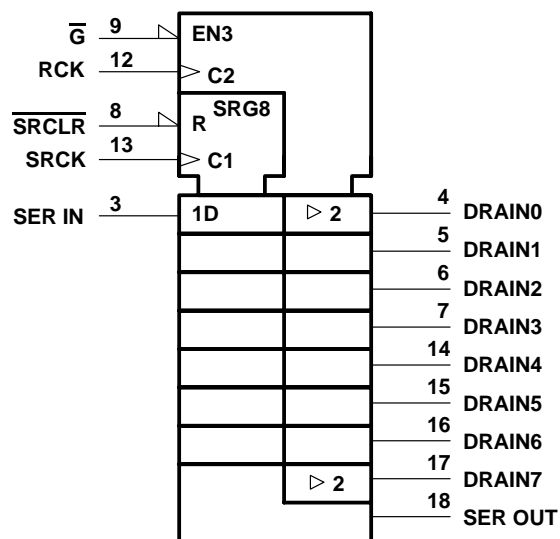 G 9 EN3
RCK 12 C2
SRG8
SRCLR 8 R
SRCK 13 C1
SER IN 3 1D 2 4 DRAIN0
5 DRAIN1
6 DRAIN2
7 DRAIN3
14 DRAIN4
15 DRAIN5
16 DRAIN6
2 17 DRAIN7
18 SER OUT